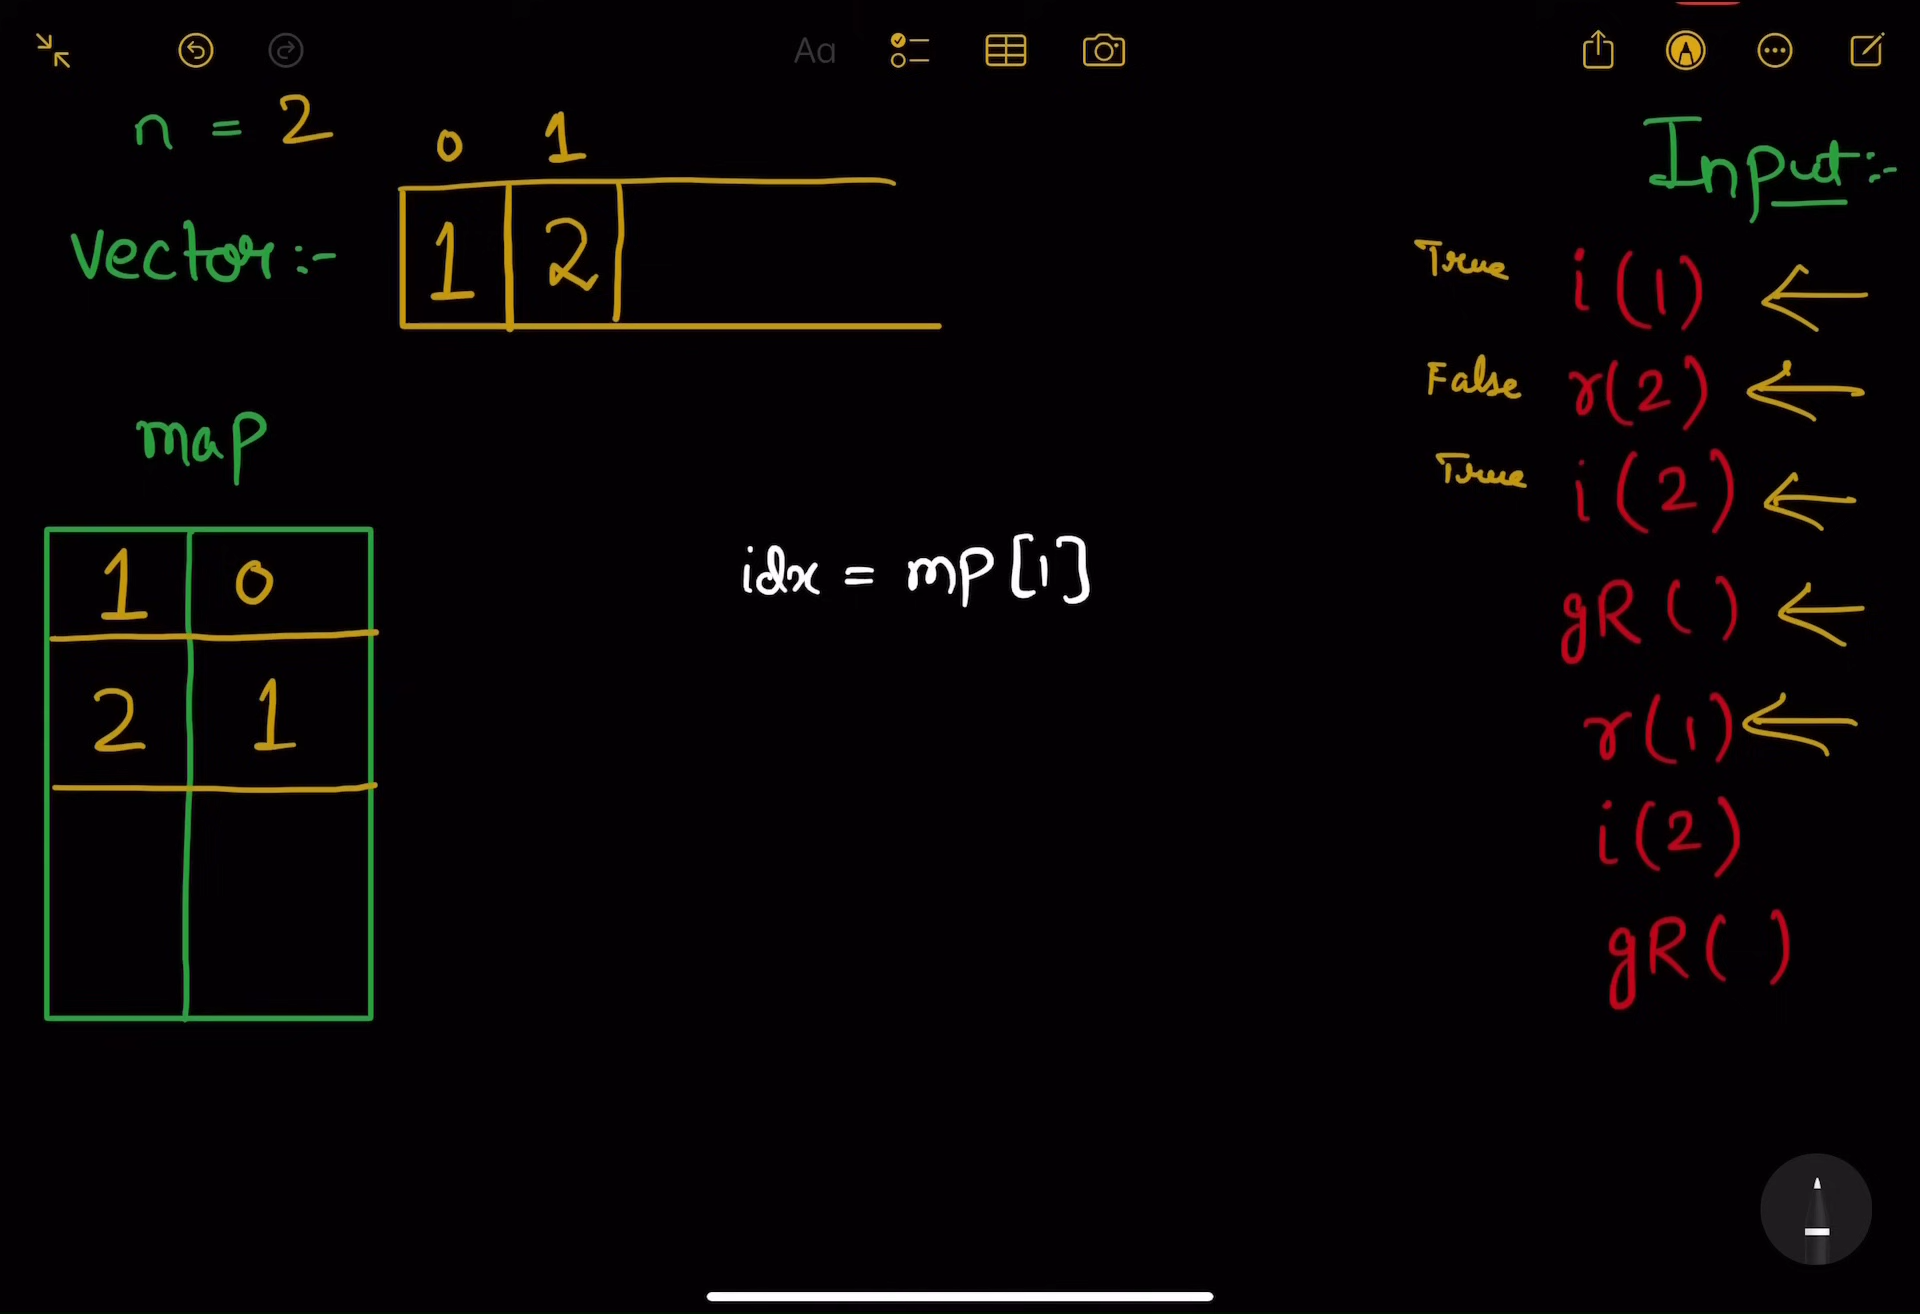 Aa
n = 2
0 1
vector:-
1 2
map
1 0
2 1
idx = mp[1]
Input:-
True i(1)
False r(2)
True i(2)
gR()
r(1)
i(2)
gR()